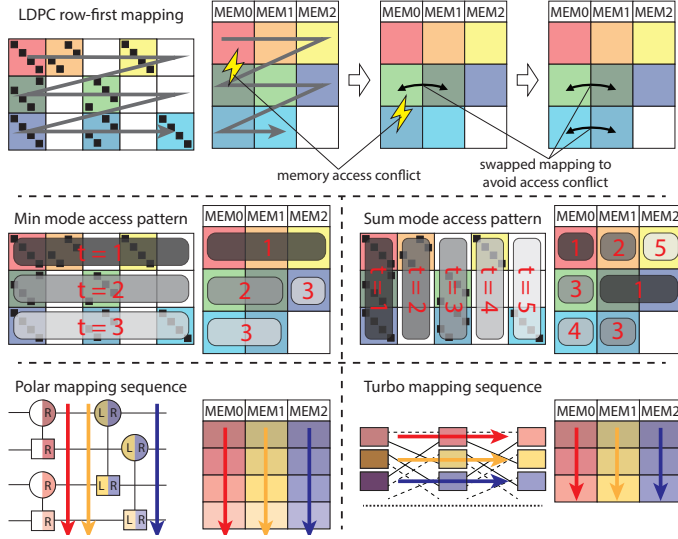 LDPC row-first mapping
MEM0 MEM1 MEM2
MEM0 MEM1 MEM2
MEM0 MEM1 MEM2
memory access conflict
swapped mapping to
avoid access conflict
Min mode access pattern
MEM0 MEM1 MEM2
t = 1
t = 2
t = 3
1
2 3
3
Sum mode access pattern
MEM0 MEM1 MEM2
t = 1
t = 2
t = 3
t = 4
t = 5
1 2 5
3 1
4 3
Polar mapping sequence
R L R
R L R
R L R
R L R
MEM0 MEM1 MEM2
Turbo mapping sequence
MEM0 MEM1 MEM2